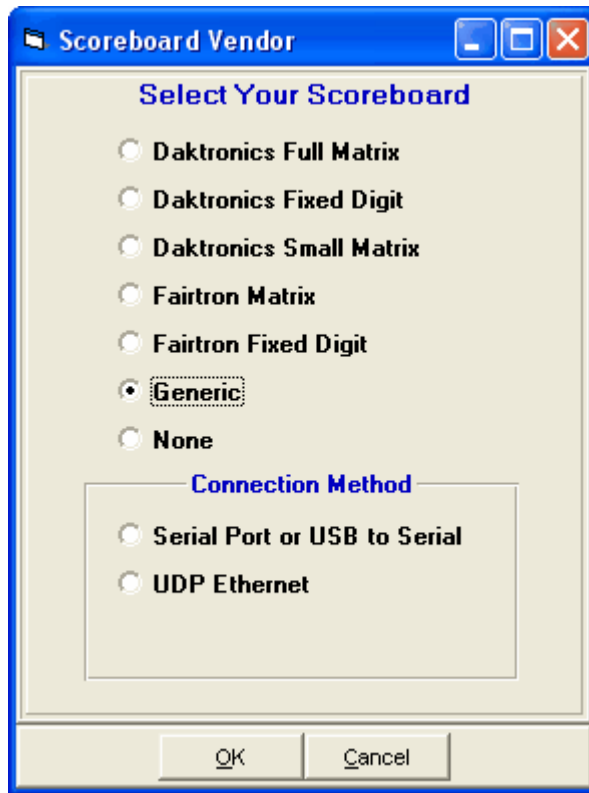 Scoreboard Vendor
Select Your Scoreboard
Daktronics Full Matrix
Daktronics Fixed Digit
Daktronics Small Matrix
Fairtron Matrix
Fairtron Fixed Digit
Generic
None
Connection Method
Serial Port or USB to Serial
UDP Ethernet
OK Cancel